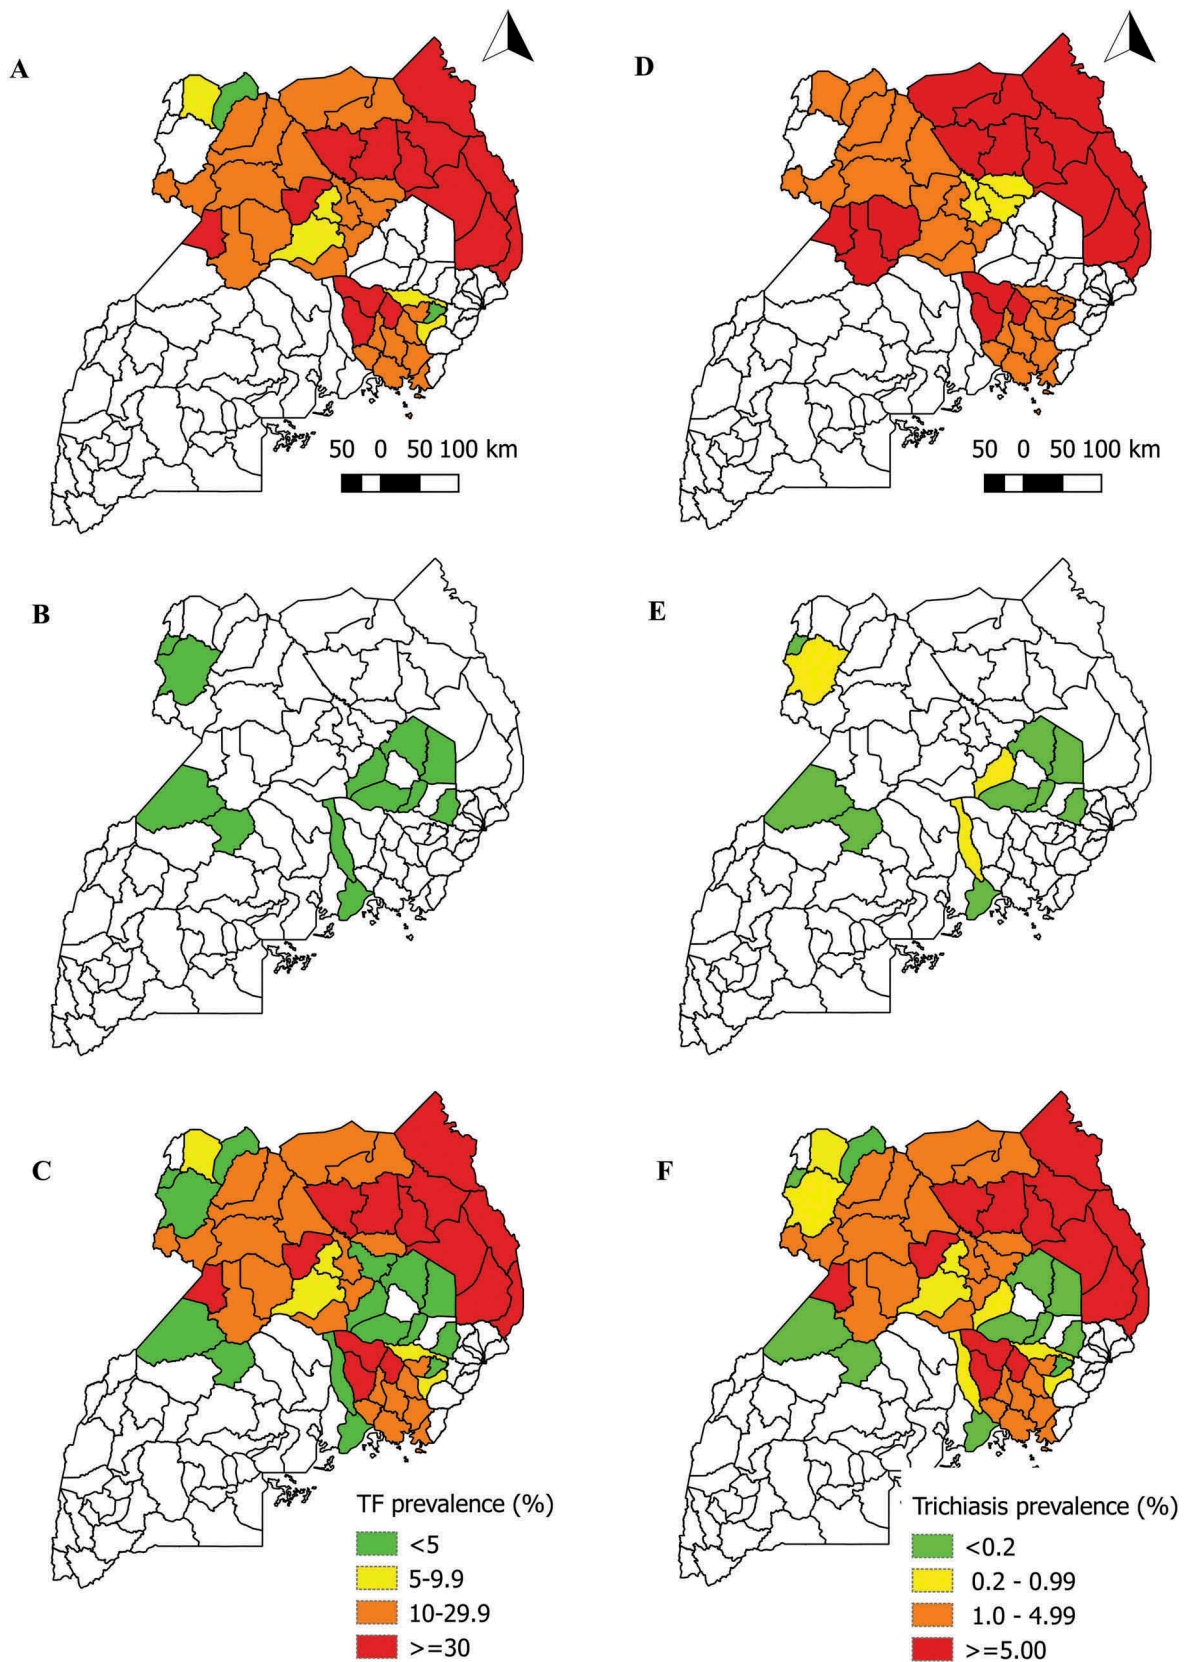 A
D
50 0 50 100 km
50 0 50 100 km
B
E
C
F
TF prevalence (%)
<5
5-9.9
10-29.9
>=30
Trichiasis prevalence (%)
<0.2
0.2 - 0.99
1.0 - 4.99
>=5.00